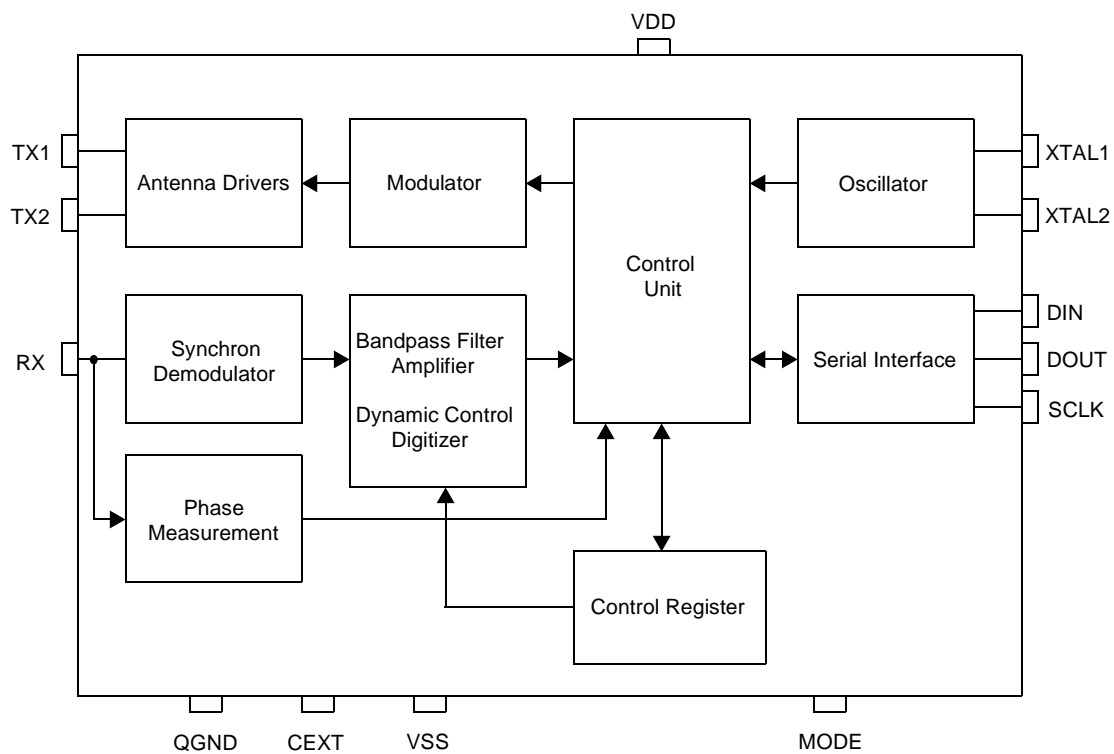 VDD
TX1
Antenna Drivers
Modulator
Oscillator
XTAL1
TX2
XTAL2
Control
Unit
RX
Synchron
Demodulator
Bandpass Filter
Amplifier
Dynamic Control
Digitizer
Serial Interface
DIN
DOUT
SCLK
Phase
Measurement
Control Register
QGND
CEXT
VSS
MODE